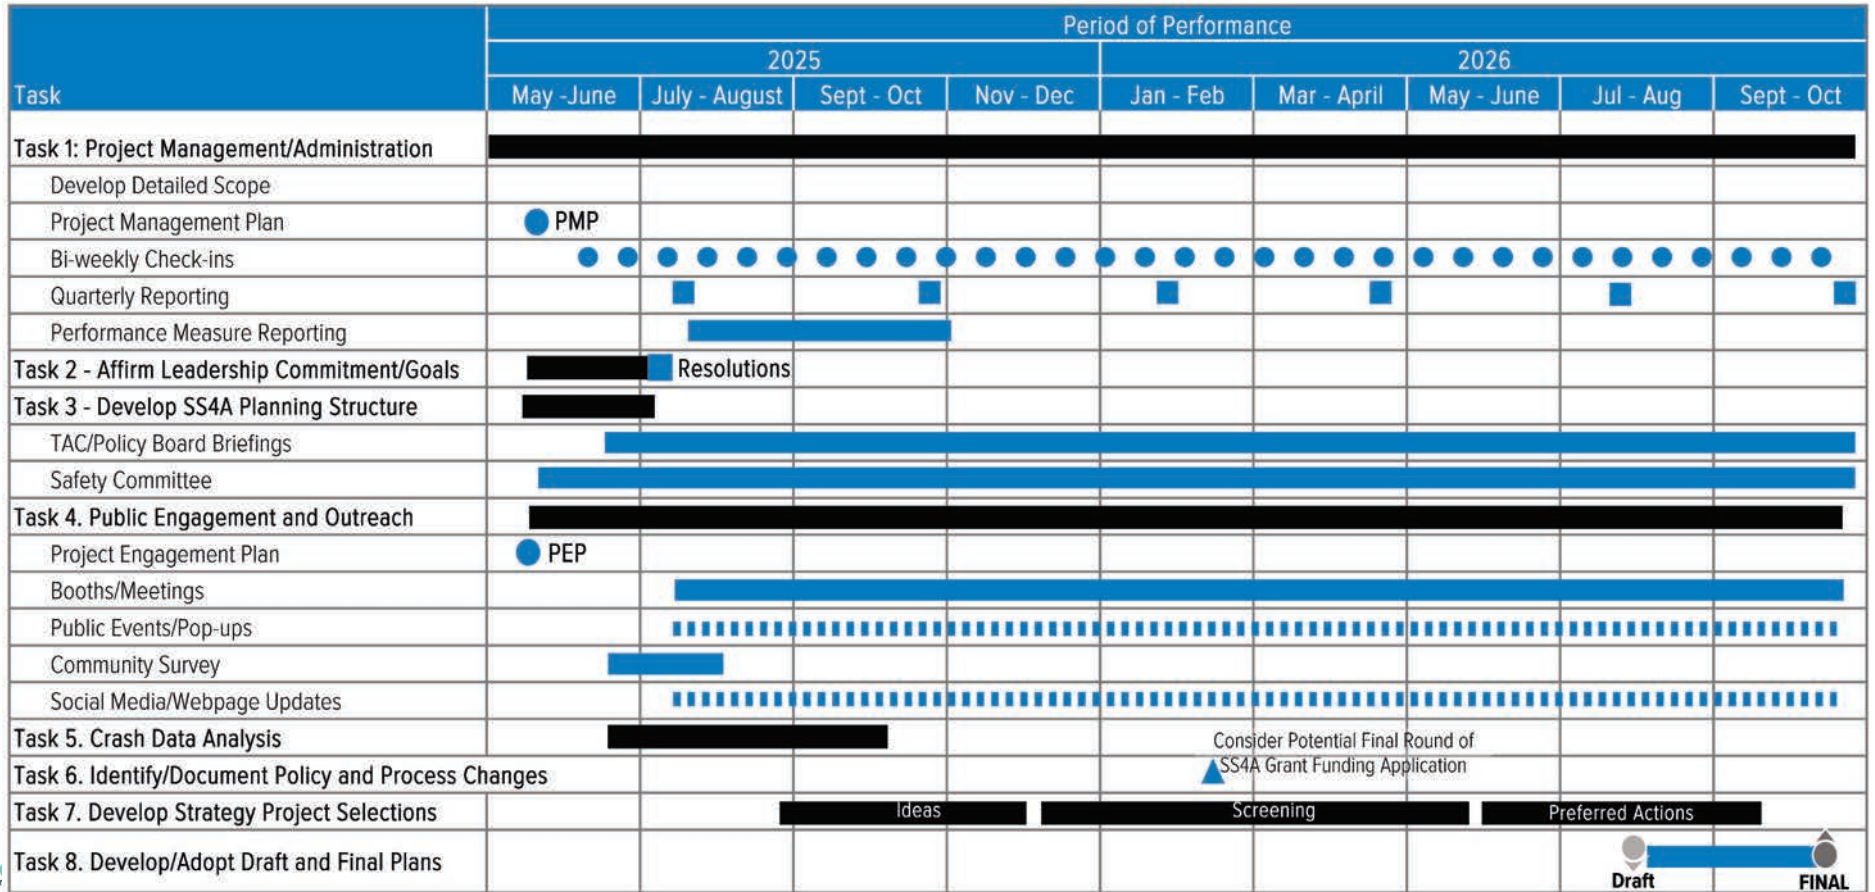 Period of Performance
2025 2026
Task May -June July - August Sept - Oct Nov - Dec Jan - Feb Mar - April May - June Jul - Aug Sept - Oct
Task 1: Project Management/Administration
Develop Detailed Scope
Project Management Plan PMP
Bi-weekly Check-ins
Quarterly Reporting
Performance Measure Reporting
Task 2 - Affirm Leadership Commitment/Goals Resolutions
Task 3 - Develop SS4A Planning Structure
TAC/Policy Board Briefings
Safety Committee
Task 4. Public Engagement and Outreach
Project Engagement Plan PEP
Booths/Meetings
Public Events/Pop-ups
Community Survey
Social Media/Webpage Updates
Task 5. Crash Data Analysis
Consider Potential Final Round of
SS4A Grant Funding Application
Task 6. Identify/Document Policy and Process Changes
Task 7. Develop Strategy Project Selections Ideas Screening Preferred Actions
Task 8. Develop/Adopt Draft and Final Plans
Draft FINAL